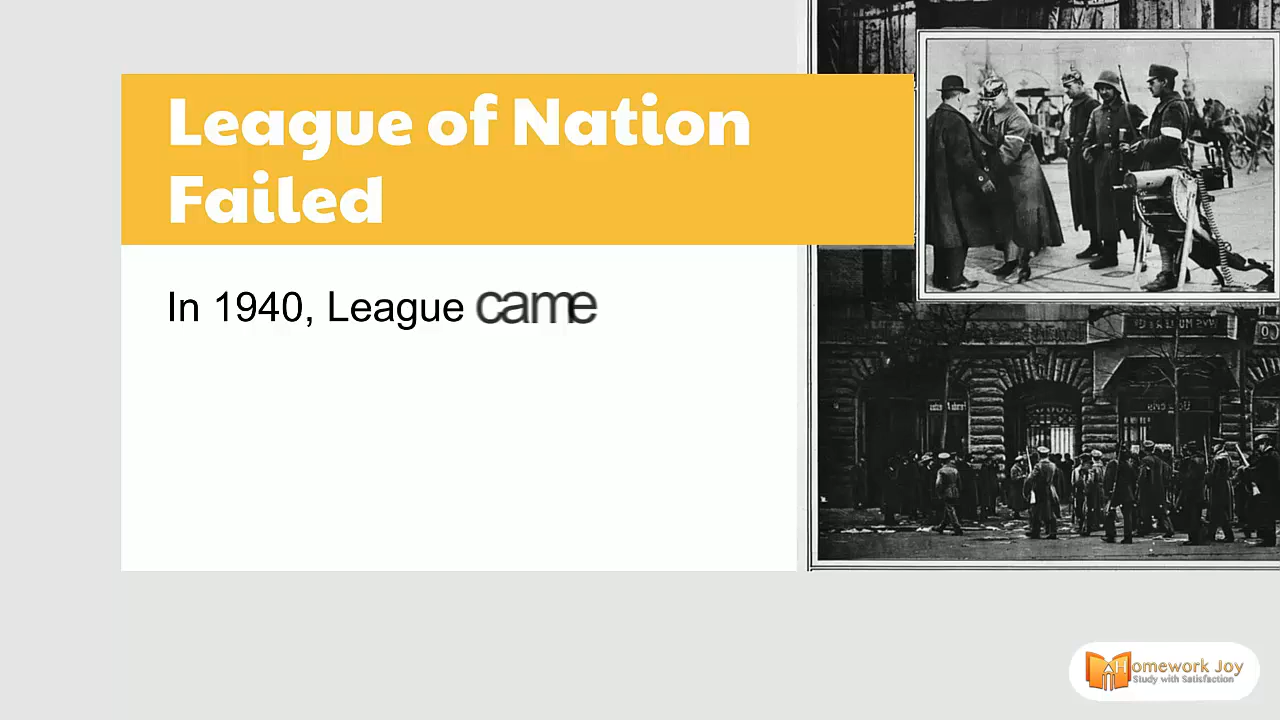 League of Nation
Failed
In 1940, League came
Homework Joy
Study with Satisfaction